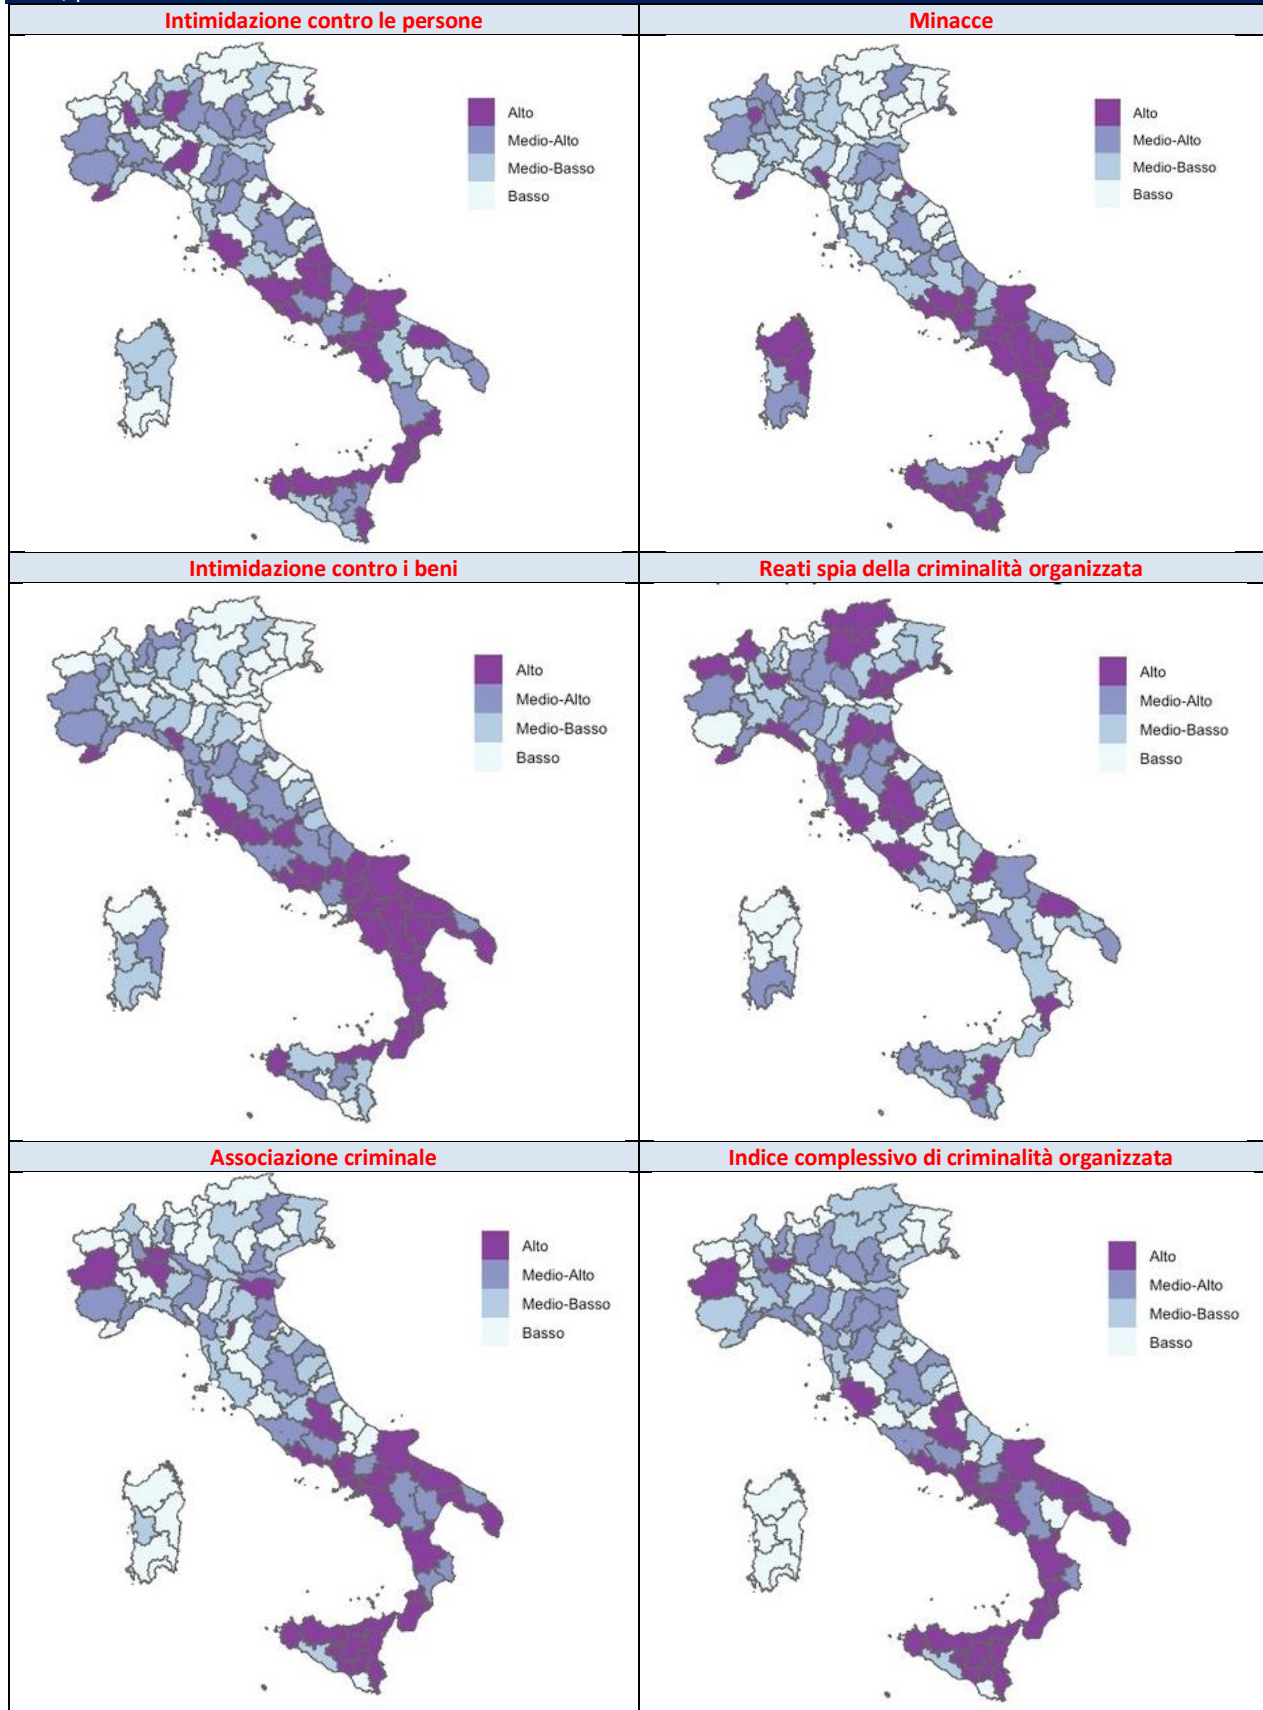 Intimidazione contro le persone
Minacce
Alto
Medio-Alto
Medio-Basso
Basso
Alto
Medio-Alto
Medio-Basso
Basso
Intimidazione contro i beni
Reati spia della criminalità organizzata
Alto
Medio-Alto
Medio-Basso
Basso
Alto
Medio-Alto
Medio-Basso
Basso
Associazione criminale
Indice complessivo di criminalità organizzata
Alto
Medio-Alto
Medio-Basso
Basso
Alto
Medio-Alto
Medio-Basso
Basso